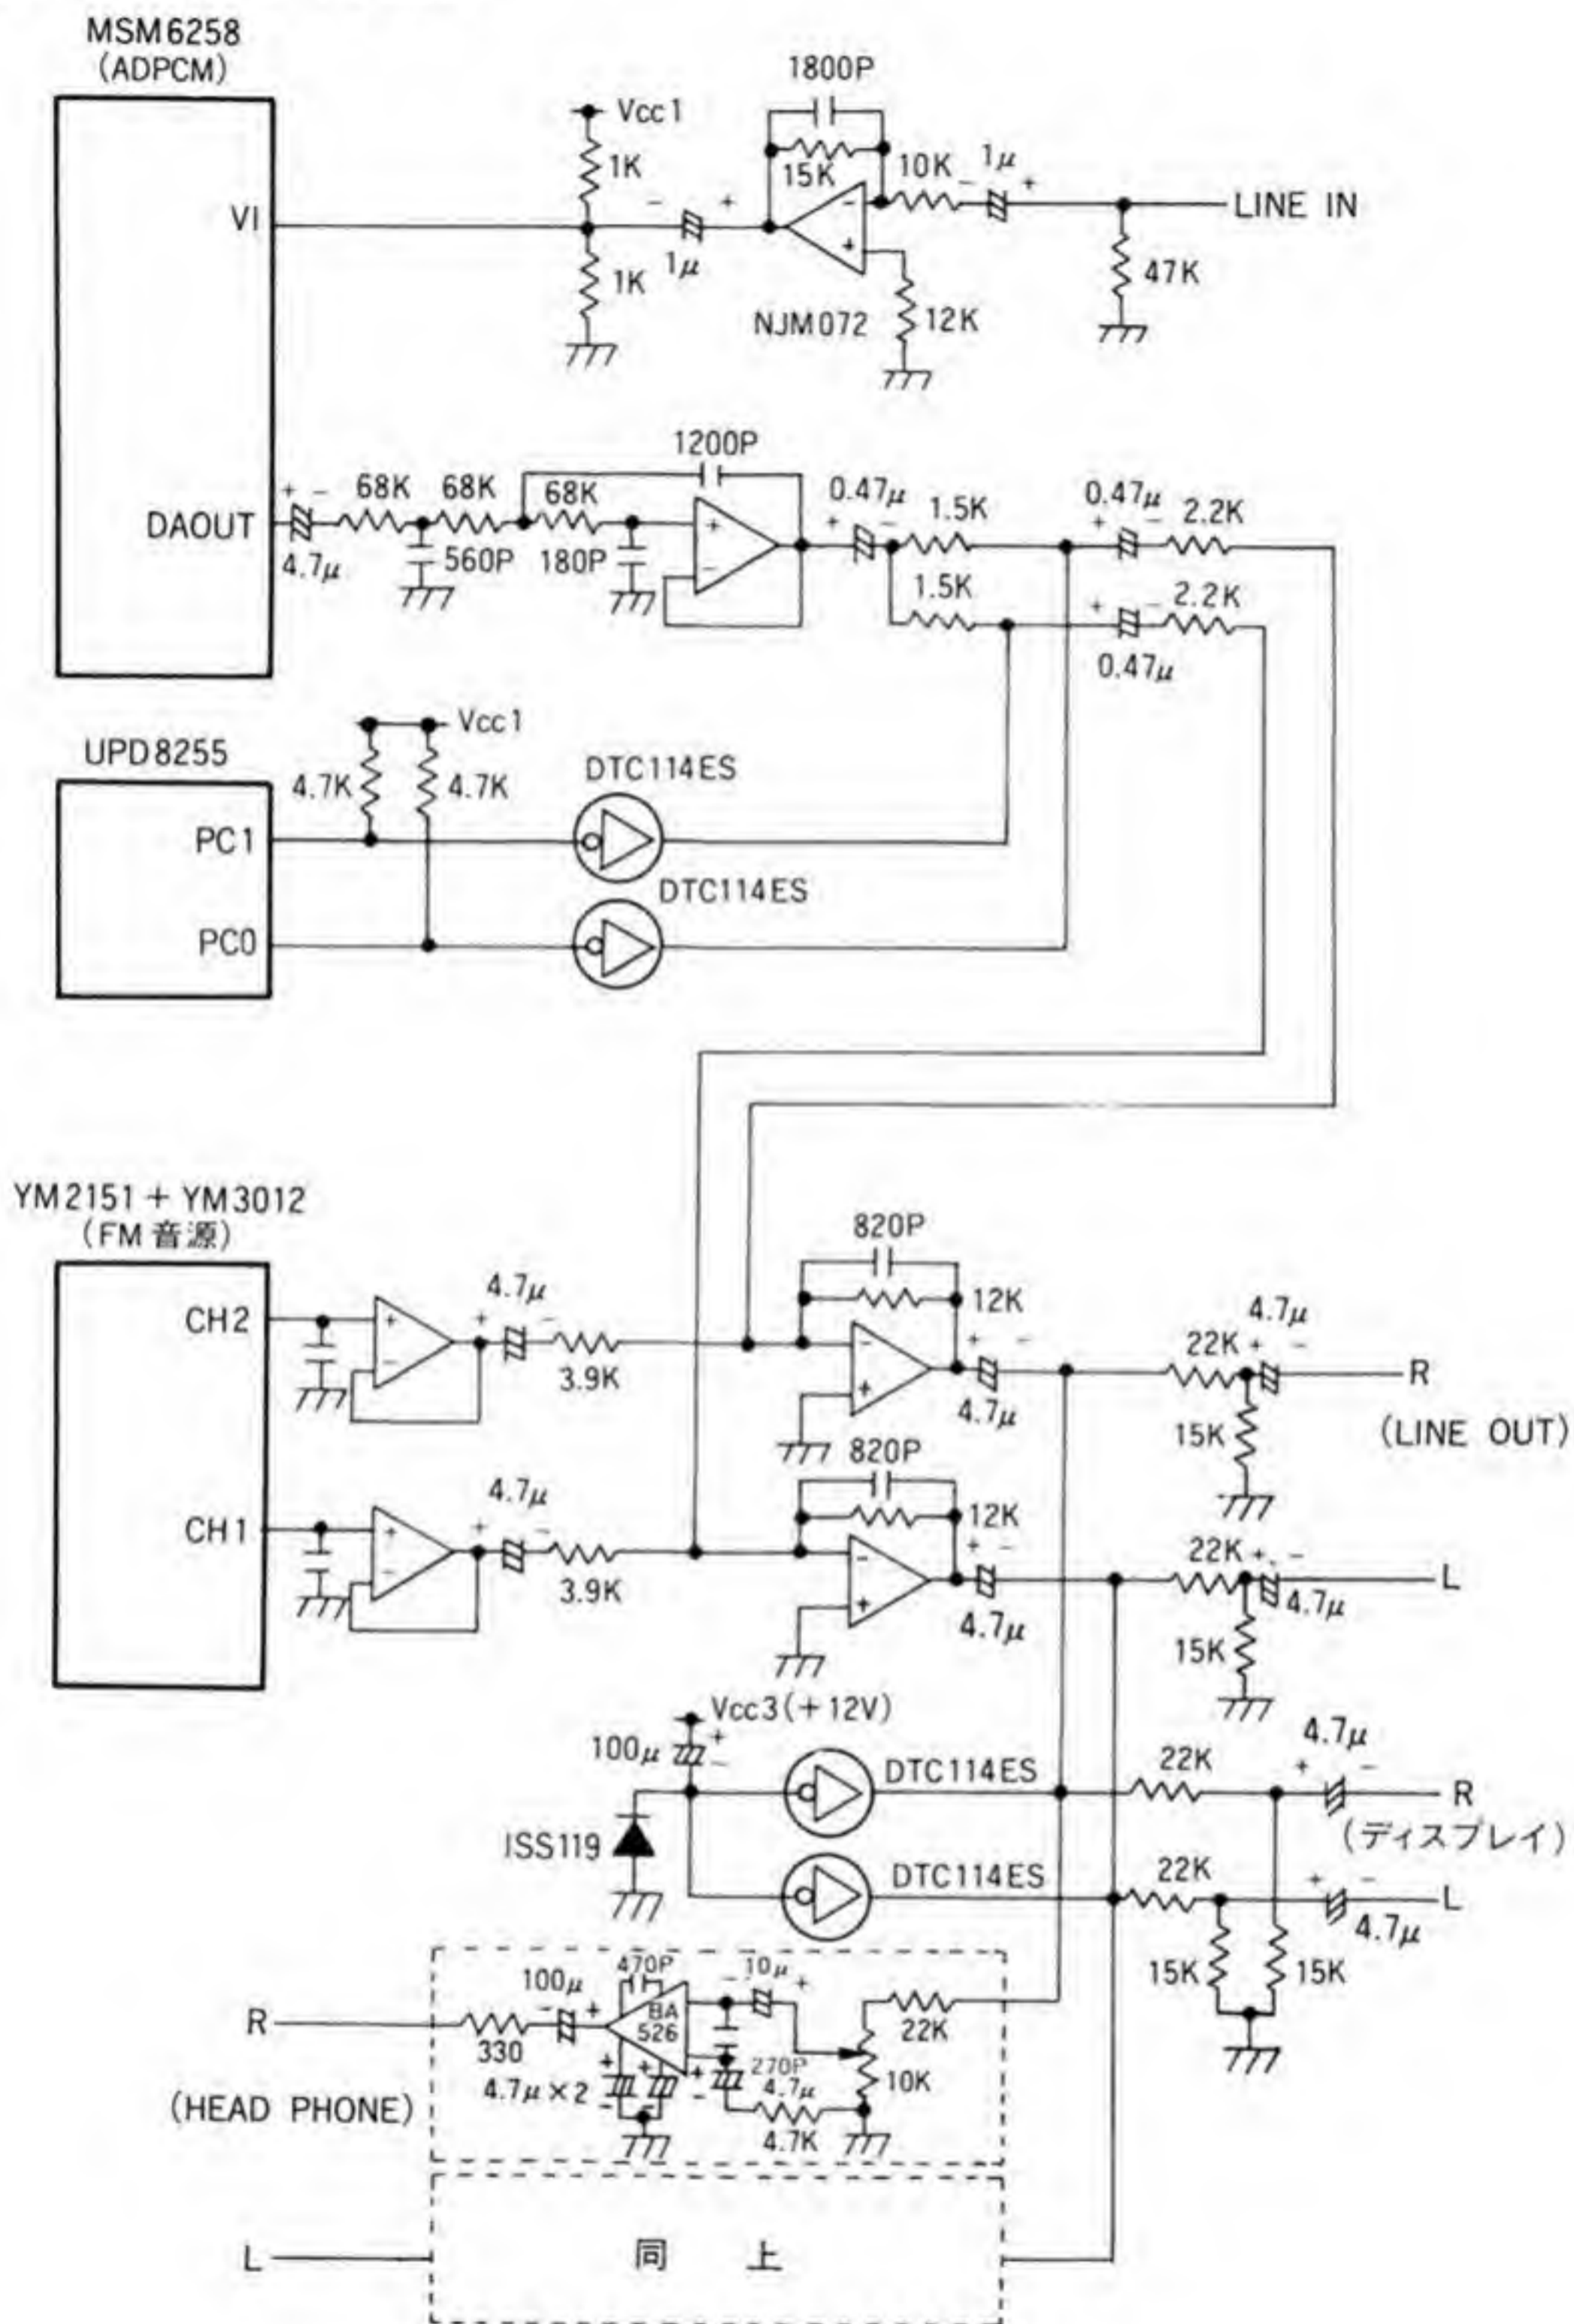 MSM6258
(ADPCM)
1800P
Vcc1
1K
15K
10K
1μ
- +
- +
VI
LINE IN
1μ
1K
47K
NJM072
12K
1200P
+ -
68K
68K
68K
0.47μ
1.5K
0.47μ
2.2K
DAOUT
4.7μ
560P
180P
1.5K
2.2K
0.47μ
Vcc1
UPD8255
4.7K
4.7K
DTC114ES
PC1
DTC114ES
PC0
YM2151+YM3012
(FM音源)
820P
4.7μ
12K
4.7μ
CH2
22K
R
3.9K
4.7μ
15K
(LINE OUT)
820P
4.7μ
12K
CH1
22K
L
3.9K
4.7μ
4.7μ
15K
Vcc3(+12V)
4.7μ
100μ
DTC114ES
22K
R
(ディスプレイ)
ISS119
DTC114ES
22K
L
4.7μ
15K
15K
470P
10μ
100μ
BA
526
R
22K
330
270P
4.7μ×2
4.7μ
10K
(HEAD PHONE)
4.7K
L
同 上